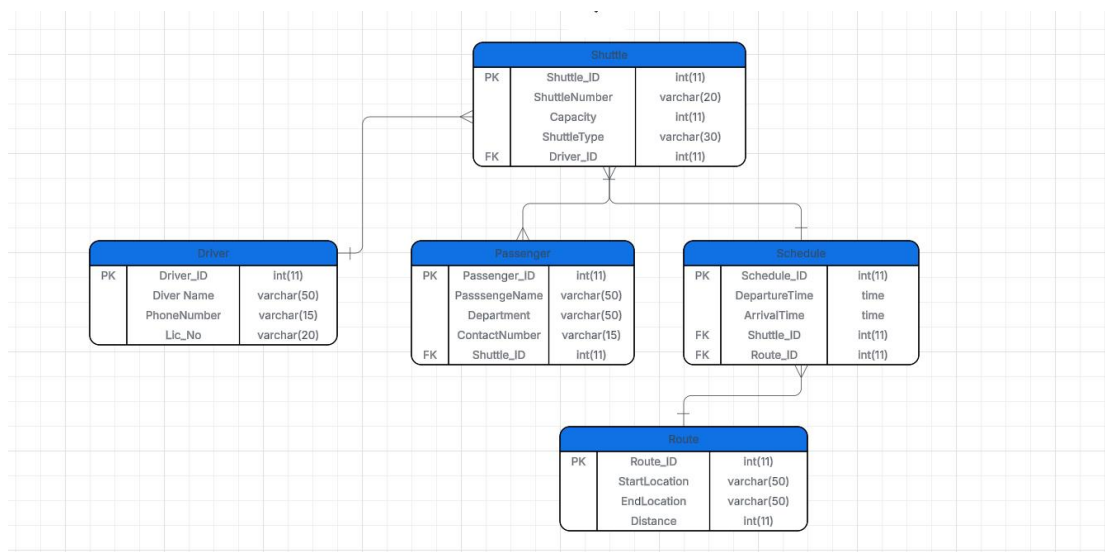 Shuttle
PK Shuttle_ID int(11)
ShuttleNumber varchar(20)
Capacity int(11)
ShuttleType varchar(30)
FK Driver_ID int(11)
Driver
PK Driver_ID int(11)
Diver Name varchar(50)
PhoneNumber varchar(15)
Lic_No varchar(20)
Passenger
PK Passenger_ID int(11)
PasssengeName varchar(50)
Department varchar(50)
ContactNumber varchar(15)
FK Shuttle_ID int(11)
Schedule
PK Schedule_ID int(11)
DepartureTime time
ArrivalTime time
FK Shuttle_ID int(11)
FK Route_ID int(11)
Route
PK Route_ID int(11)
StartLocation varchar(50)
EndLocation varchar(50)
Distance int(11)